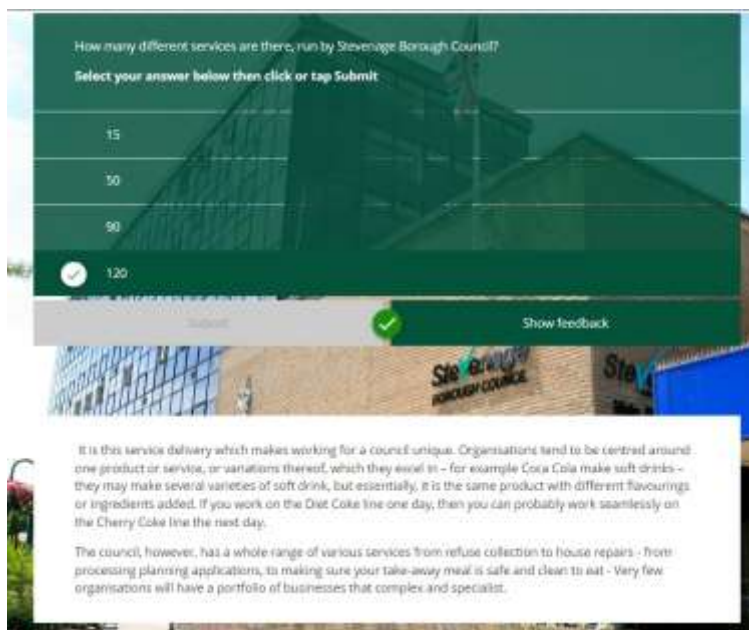 How many different services are there, run by Stevenage Borough Council?
Select your answer below then click or tap Submit
15
50
90
120
Submit
Show feedback
Stevenage
BOROUGH COUNCIL
It is this service delivery which makes working for a council unique. Organisations tend to be centred around
one product or service, or variations thereof, which they excel in – for example Coca Cola make soft drinks –
they may make several varieties of soft drink, but essentially, it is the same product with different flavourings
or ingredients added. If you work on the Diet Coke line one day, then you can probably work seamlessly on
the Cherry Coke line the next day.
The council, however, has a whole range of various services from refuse collection to house repairs - from
processing planning applications, to making sure your take-away meal is safe and clean to eat - Very few
organisations will have a portfolio of businesses that complex and specialist.